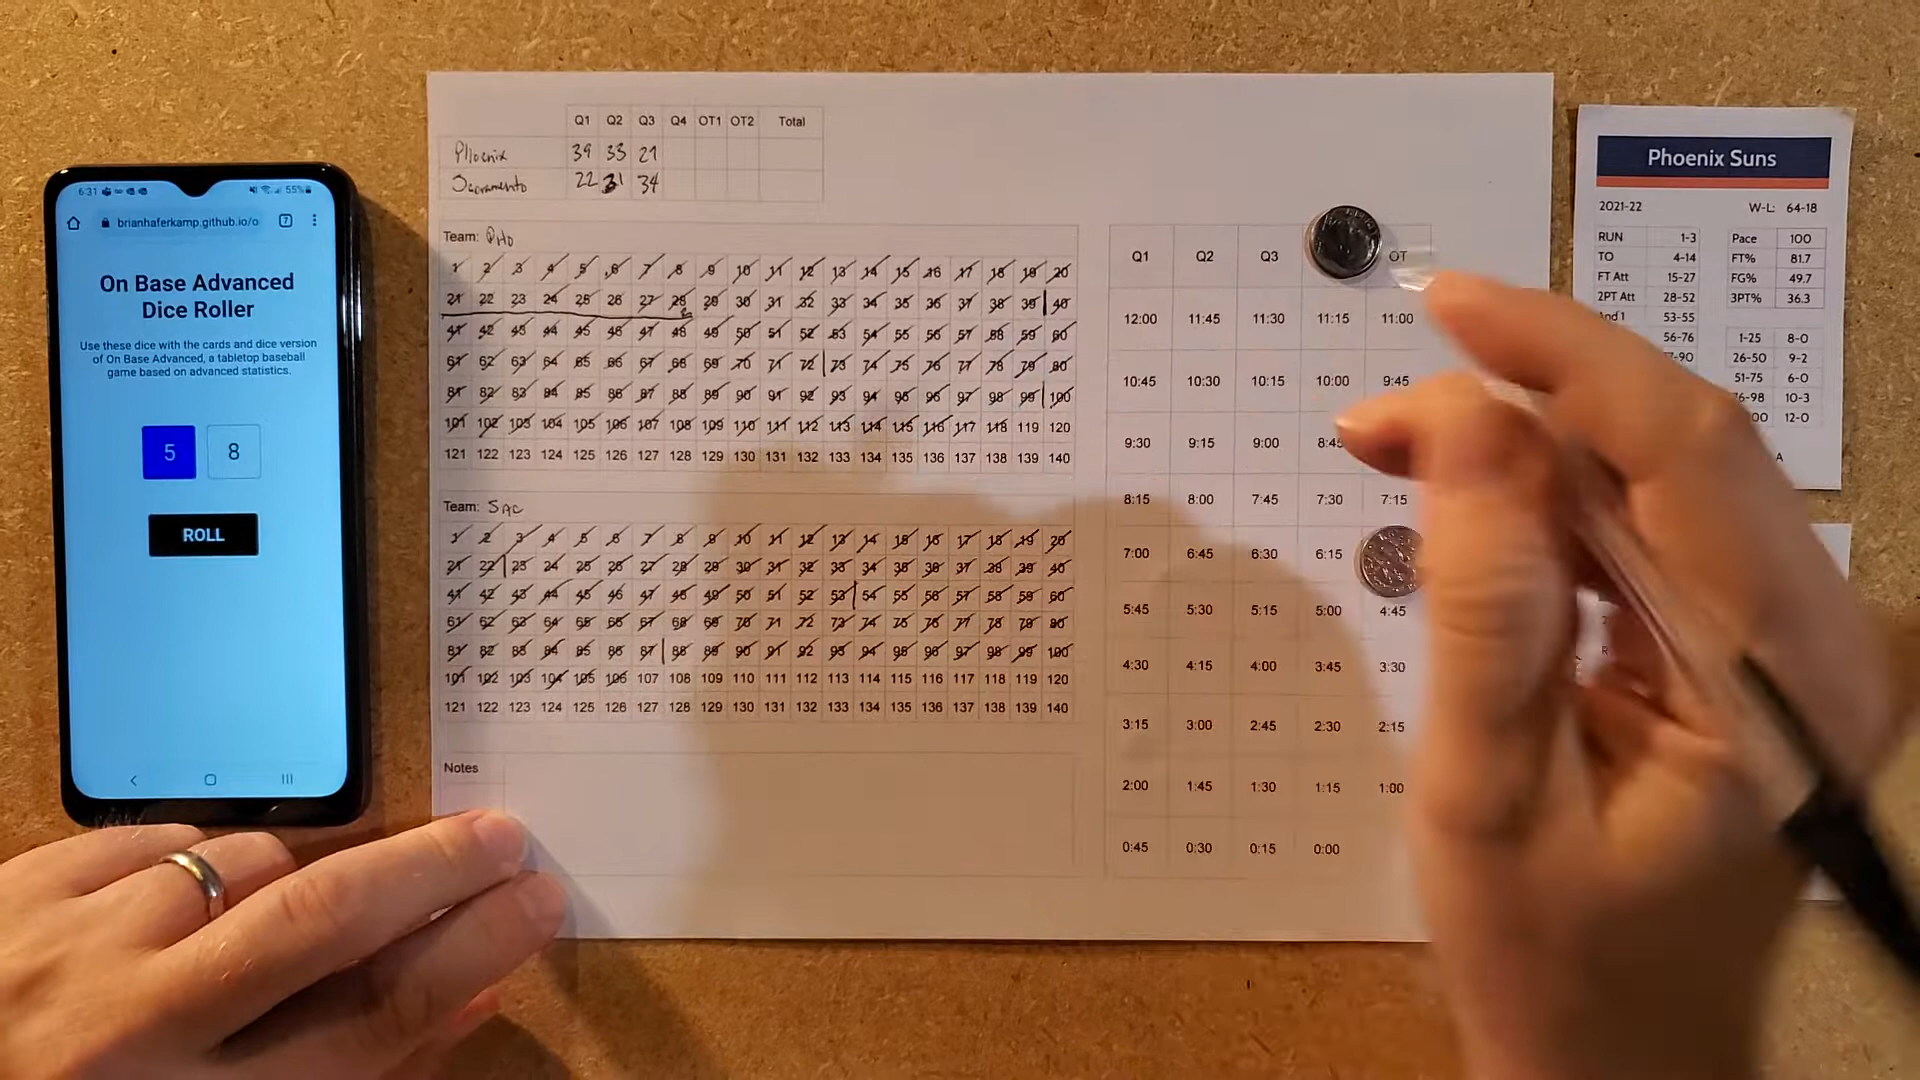 6:31 55%
brianhaferkamp.github.io/o 7
On Base Advanced
Dice Roller
Use these dice with the cards and dice version
of On Base Advanced, a tabletop baseball
game based on advanced statistics.
5 8
ROLL
Q1 Q2 Q3 Q4 OT1 OT2 Total
Phoenix 39 33 27
Sacramento 22 31 34
Team: PHO
1 2 3 4 5 6 7 8 9 10 11 12 13 14 15 16 17 18 19 20
21 22 23 24 25 26 27 28 29 30 31 32 33 34 35 36 37 38 39 40
41 42 43 44 45 46 47 48 49 50 51 52 53 54 55 56 57 58 59 60
61 62 63 64 65 66 67 68 69 70 71 72 73 74 75 76 77 78 79 80
81 82 83 84 85 86 87 88 89 90 91 92 93 94 95 96 97 98 99 100
101 102 103 104 105 106 107 108 109 110 111 112 113 114 115 116 117 118 119 120
121 122 123 124 125 126 127 128 129 130 131 132 133 134 135 136 137 138 139 140
Team: SAC
1 2 3 4 5 6 7 8 9 10 11 12 13 14 15 16 17 18 19 20
21 22 23 24 25 26 27 28 29 30 31 32 33 34 35 36 37 38 39 40
41 42 43 44 45 46 47 48 49 50 51 52 53 54 55 56 57 58 59 60
61 62 63 64 65 66 67 68 69 70 71 72 73 74 75 76 77 78 79 80
81 82 83 84 85 86 87 88 89 90 91 92 93 94 95 96 97 98 99 100
101 102 103 104 105 106 107 108 109 110 111 112 113 114 115 116 117 118 119 120
121 122 123 124 125 126 127 128 129 130 131 132 133 134 135 136 137 138 139 140
Notes
Q1 Q2 Q3 OT
12:00 11:45 11:30 11:15 11:00
10:45 10:30 10:15 10:00 9:45
9:30 9:15 9:00 8:45
8:15 8:00 7:45 7:30 7:15
7:00 6:45 6:30 6:15
5:45 5:30 5:15 5:00 4:45
4:30 4:15 4:00 3:45 3:30
3:15 3:00 2:45 2:30 2:15
2:00 1:45 1:30 1:15 1:00
0:45 0:30 0:15 0:00
Phoenix Suns
2021-22 W-L: 64-18
RUN 1-3 Pace 100
TO 4-14 FT% 81.7
FT Att 15-27 FG% 49.7
2PT Att 28-52 3PT% 36.3
And 1 53-55
56-76 1-25 8-0
7-90 26-50 9-2
51-75 6-0
76-98 10-3
00 12-0
A